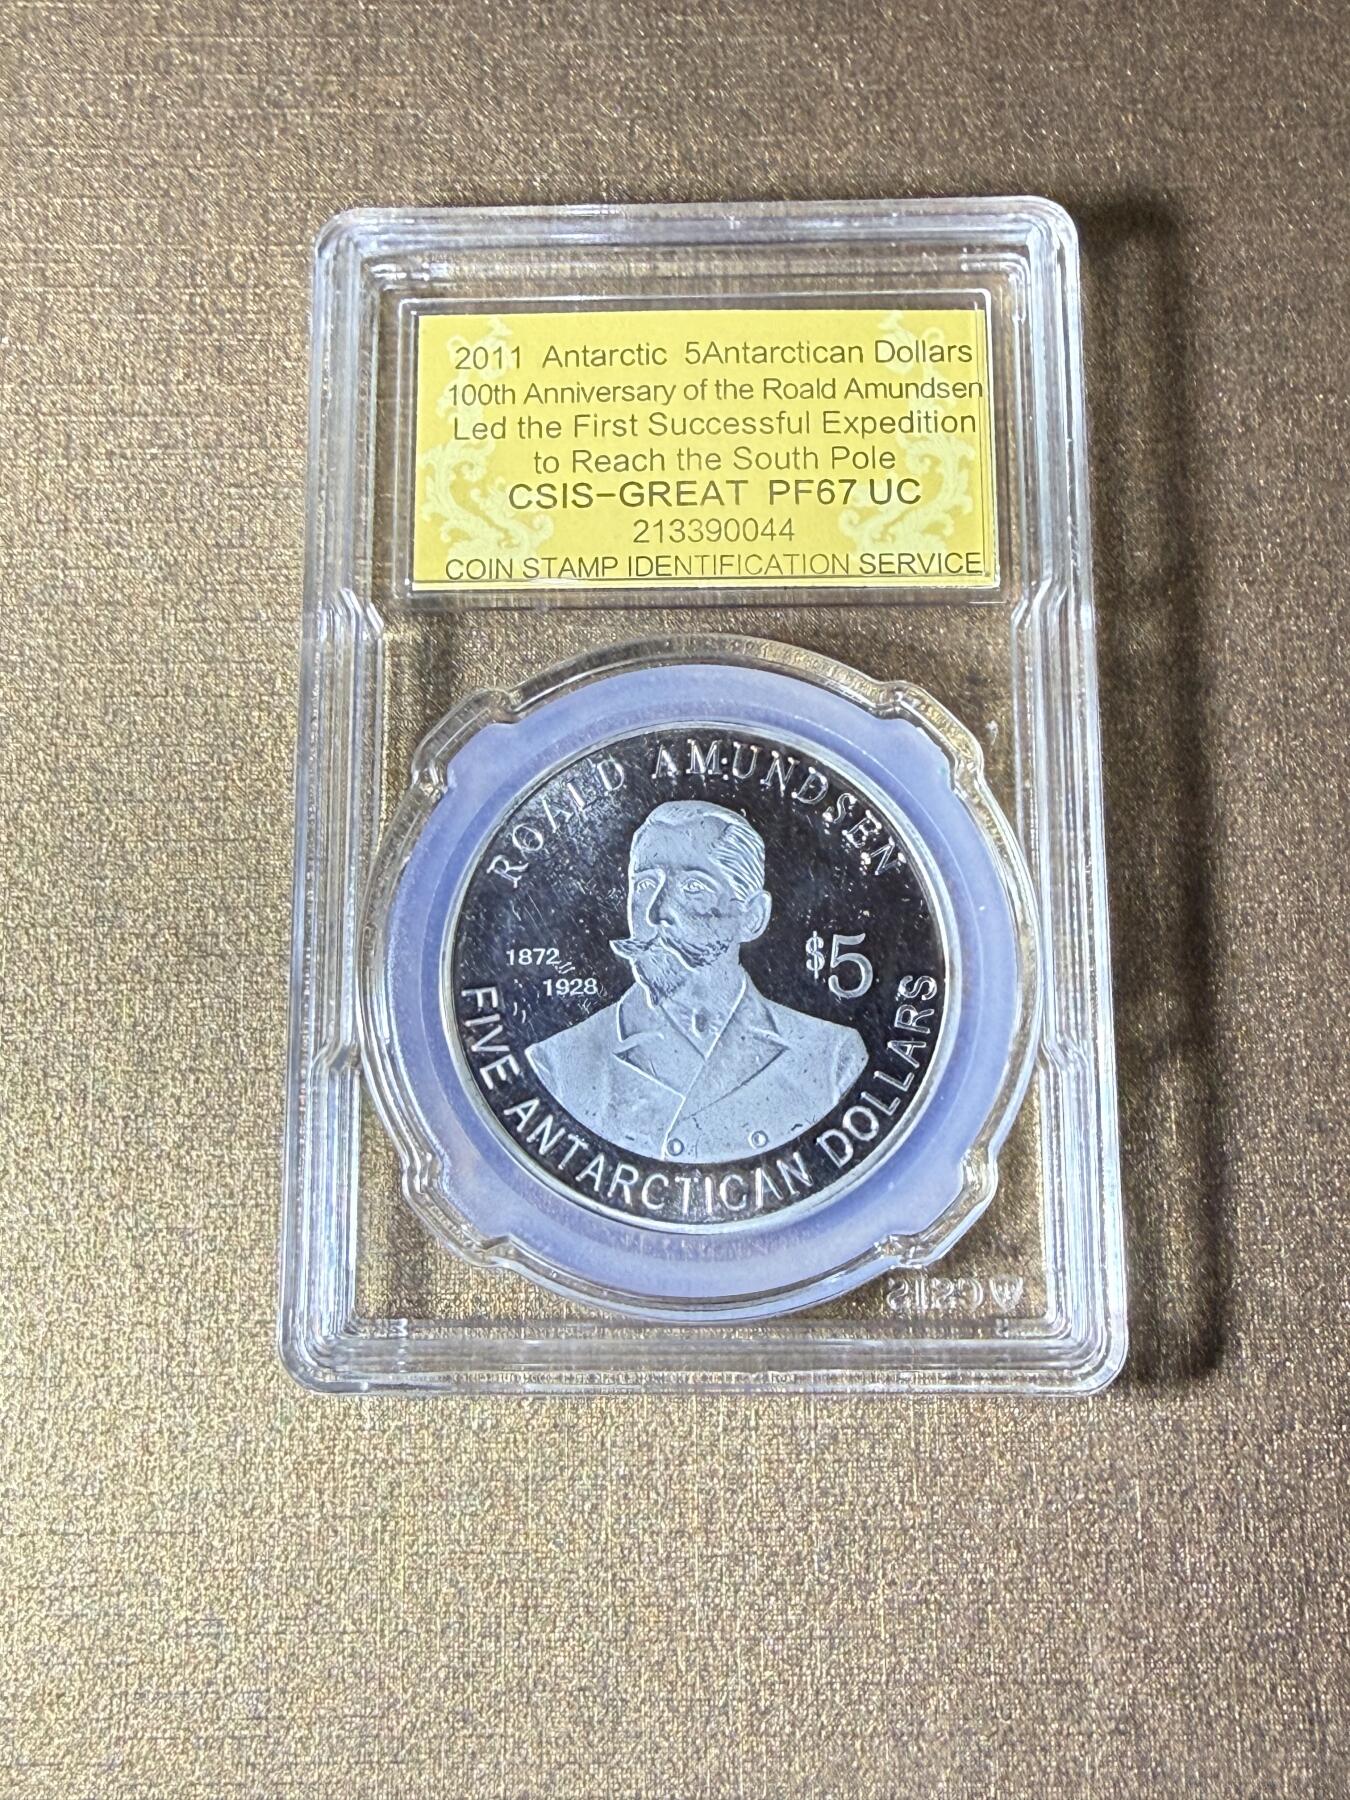 2011 Antarctic 5Antarctican Dollars
100th Anniversary of the Roald Amundsen
Led the First Successful Expedition
to Reach the South Pole
CSIS-GREAT PF67 UC
213390044
COIN STAMP IDENTIFICATION SERVICE
ROALD AMUNDSEN
1872
1928
$5
FIVE ANTARCTICAN DOLLARS
CSIS